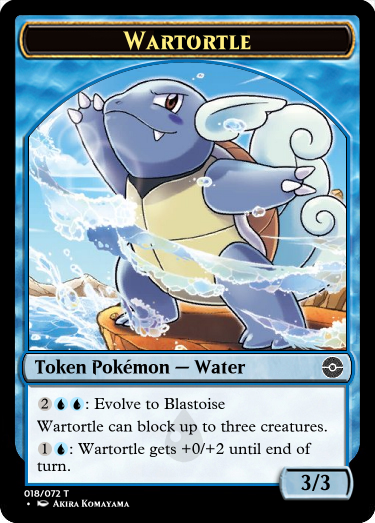 Wartortle
Token Pokémon — Water
2: Evolve to Blastoise
Wartortle can block up to three creatures.
1: Wartortle gets +0/+2 until end of
turn.
3/3
018/072 T
• Akira Komayama